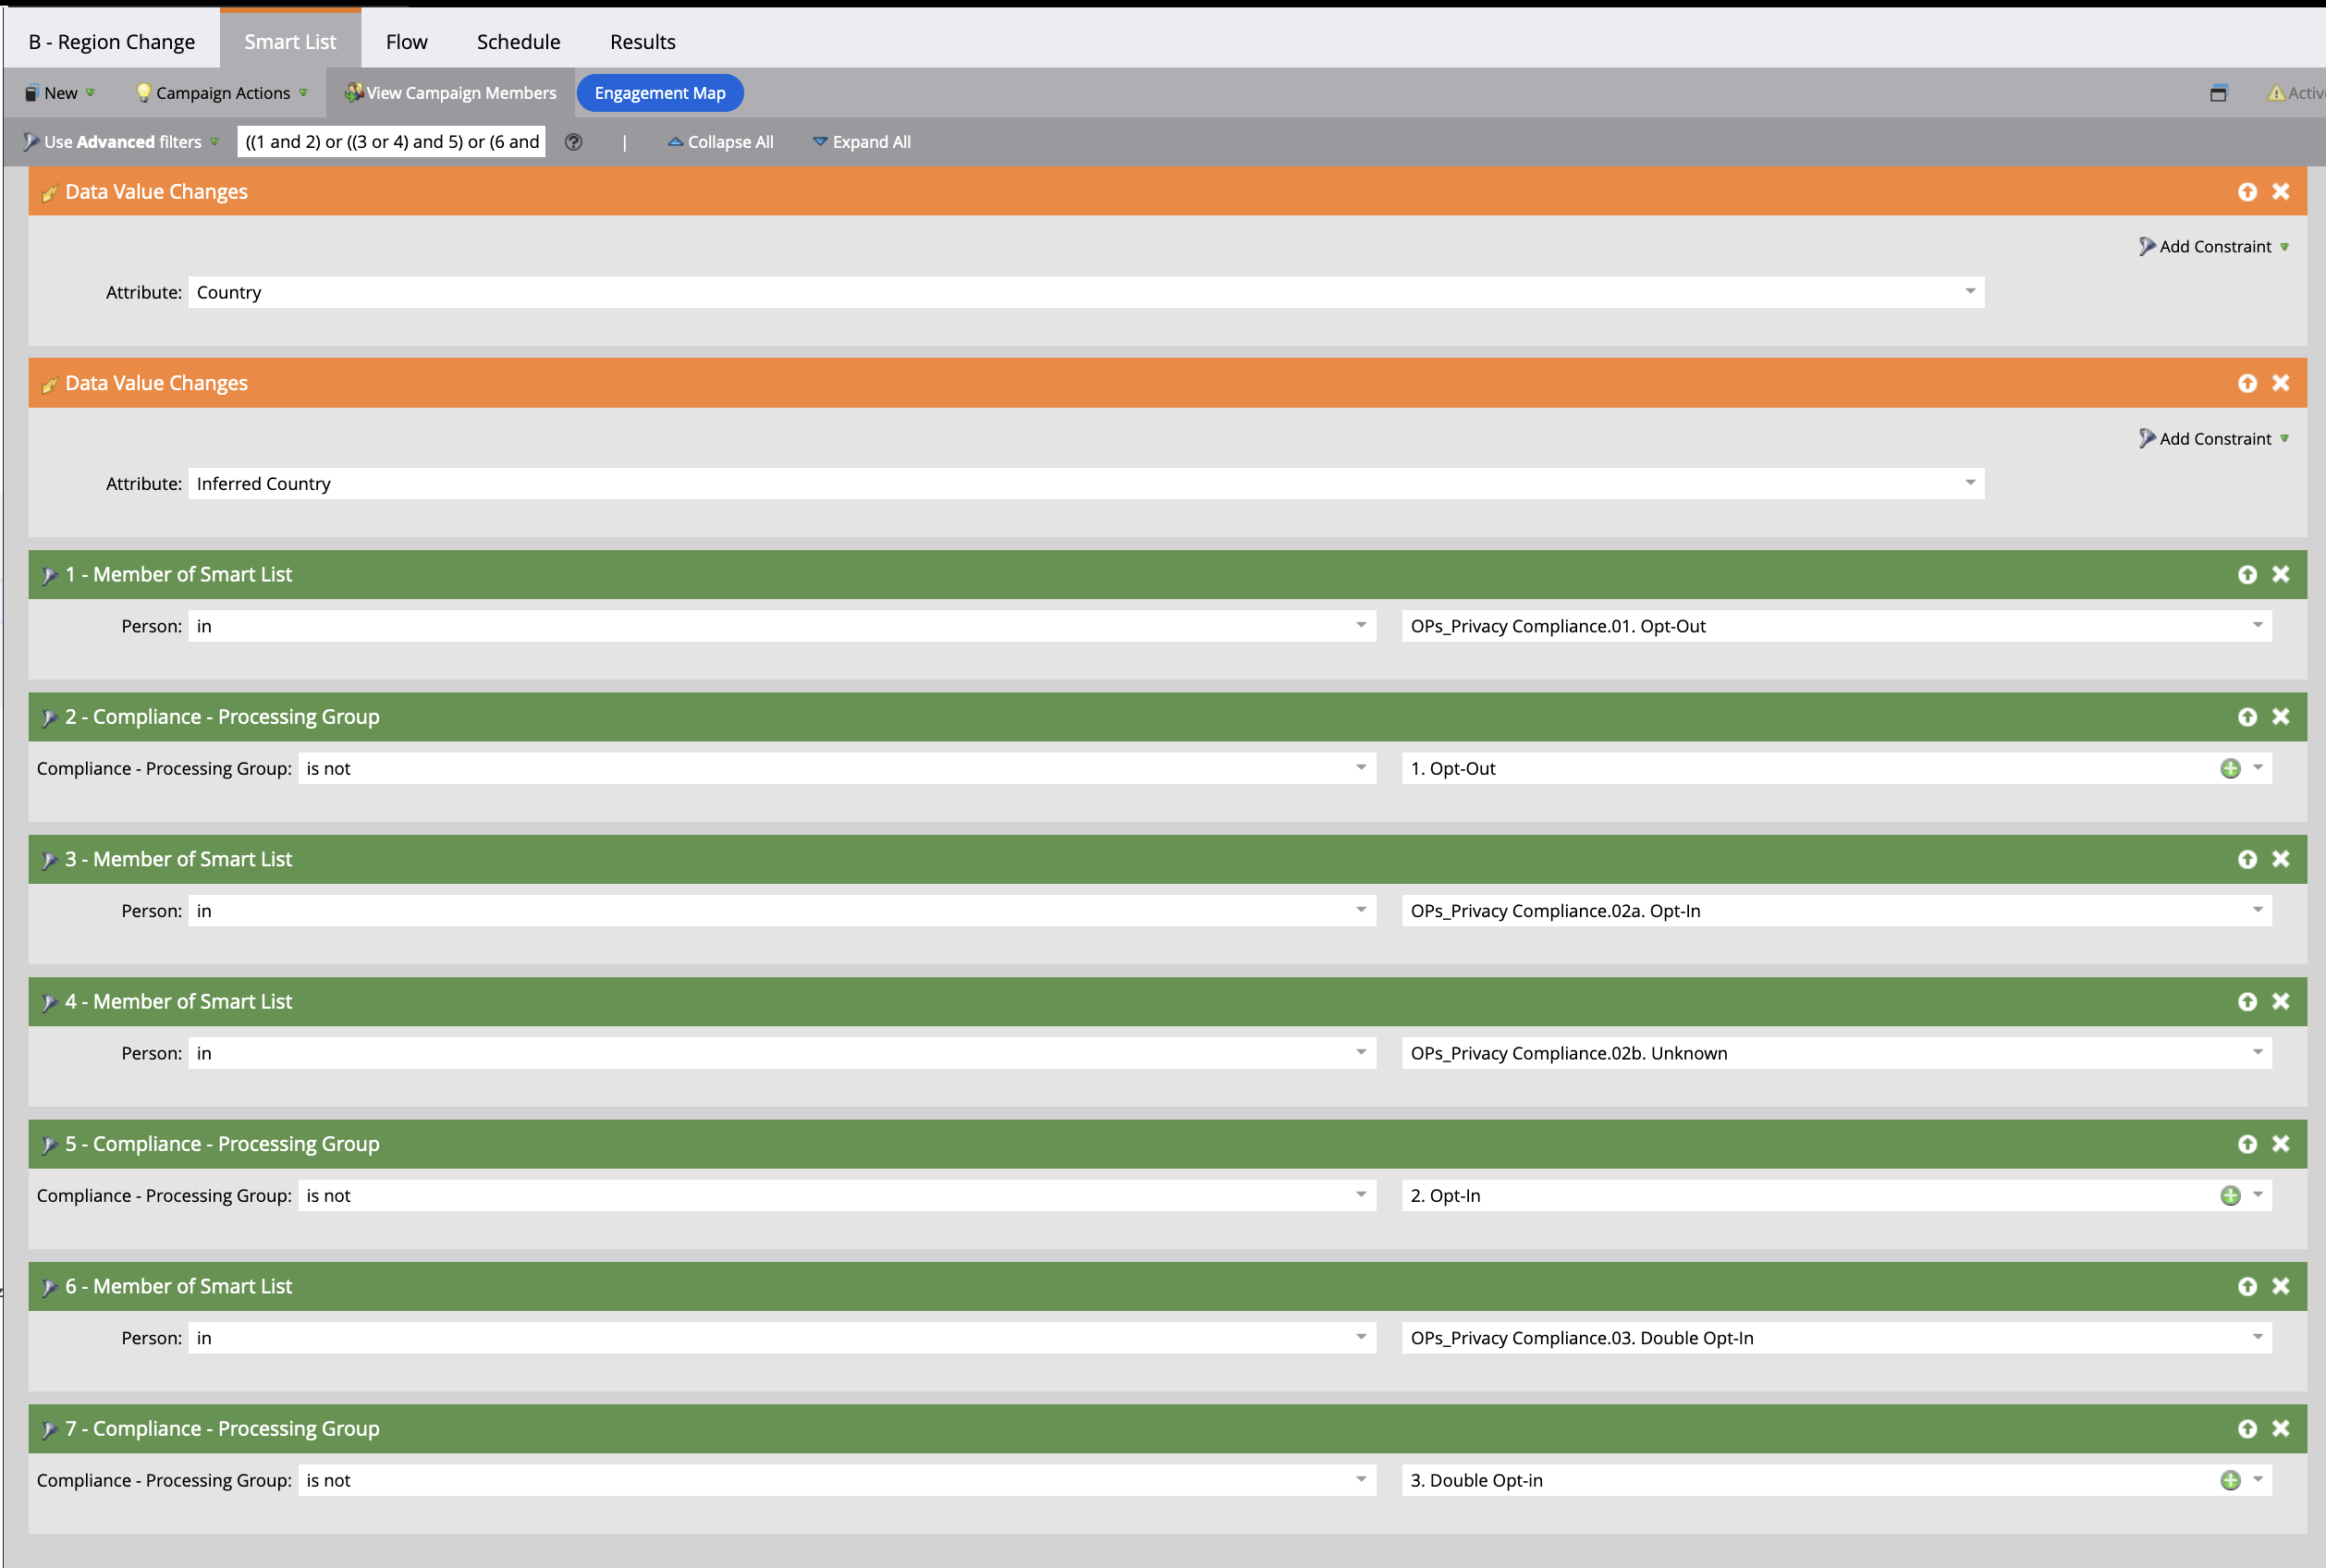 B - Region Change Smart List Flow Schedule Results
New Campaign Actions View Campaign Members Engagement Map
Use Advanced filters ((1 and 2) or ((3 or 4) and 5) or (6 and ? | Collapse All Expand All
Data Value Changes
Add Constraint
Attribute: Country
Data Value Changes
Add Constraint
Attribute: Inferred Country
1 - Member of Smart List
Person: in OPs_Privacy Compliance.01. Opt-Out
2 - Compliance - Processing Group
Compliance - Processing Group: is not 1. Opt-Out
3 - Member of Smart List
Person: in OPs_Privacy Compliance.02a. Opt-In
4 - Member of Smart List
Person: in OPs_Privacy Compliance.02b. Unknown
5 - Compliance - Processing Group
Compliance - Processing Group: is not 2. Opt-In
6 - Member of Smart List
Person: in OPs_Privacy Compliance.03. Double Opt-In
7 - Compliance - Processing Group
Compliance - Processing Group: is not 3. Double Opt-in